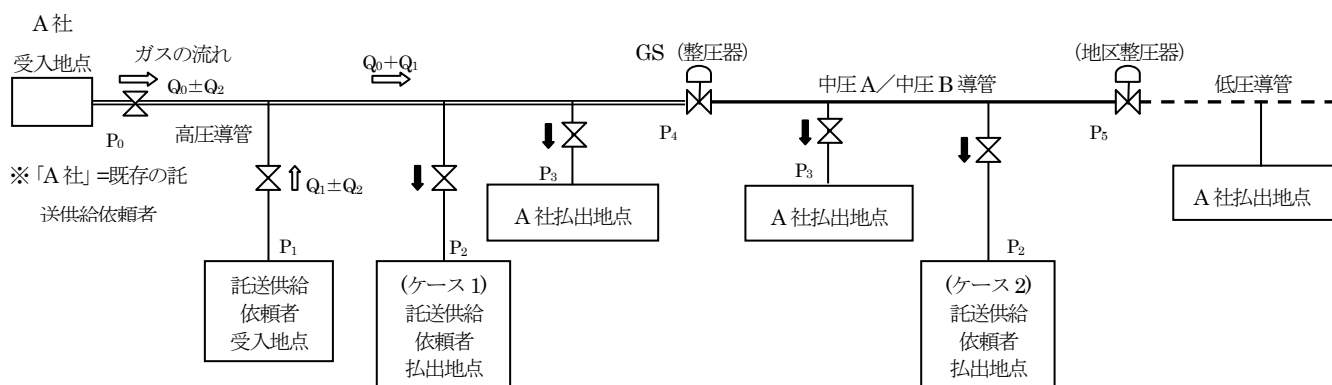 A社
受入地点
ガスの流れ
Q₀±Q₂
Q₀+Q₁
GS（整圧器）
中圧A／中圧B導管
（地区整圧器）
低圧導管
P₀
高圧導管
P₄
P₅
※「A社」=既存の託
送供給依頼者
Q₁±Q₂
P₃
A社払出地点
P₃
A社払出地点
A社払出地点
P₁
託送供給
依頼者
受入地点
P₂
(ケース1)
託送供給
依頼者
払出地点
P₂
(ケース2)
託送供給
依頼者
払出地点